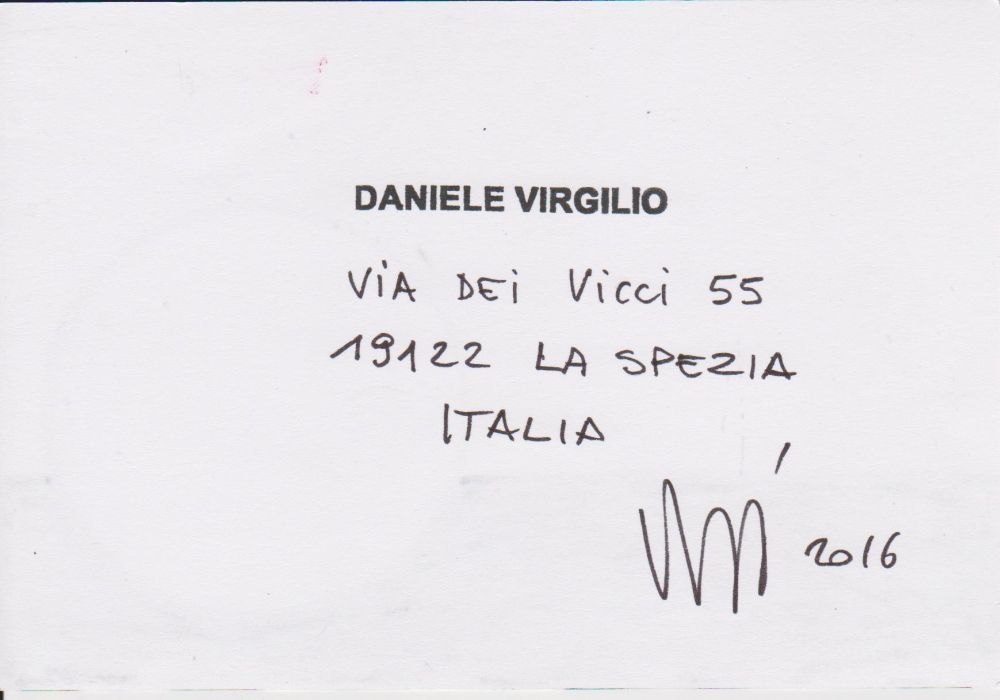 DANIELE VIRGILIO
ViA DEi Vicci 55
19122 LA SPEZIA
ITALIA
2016